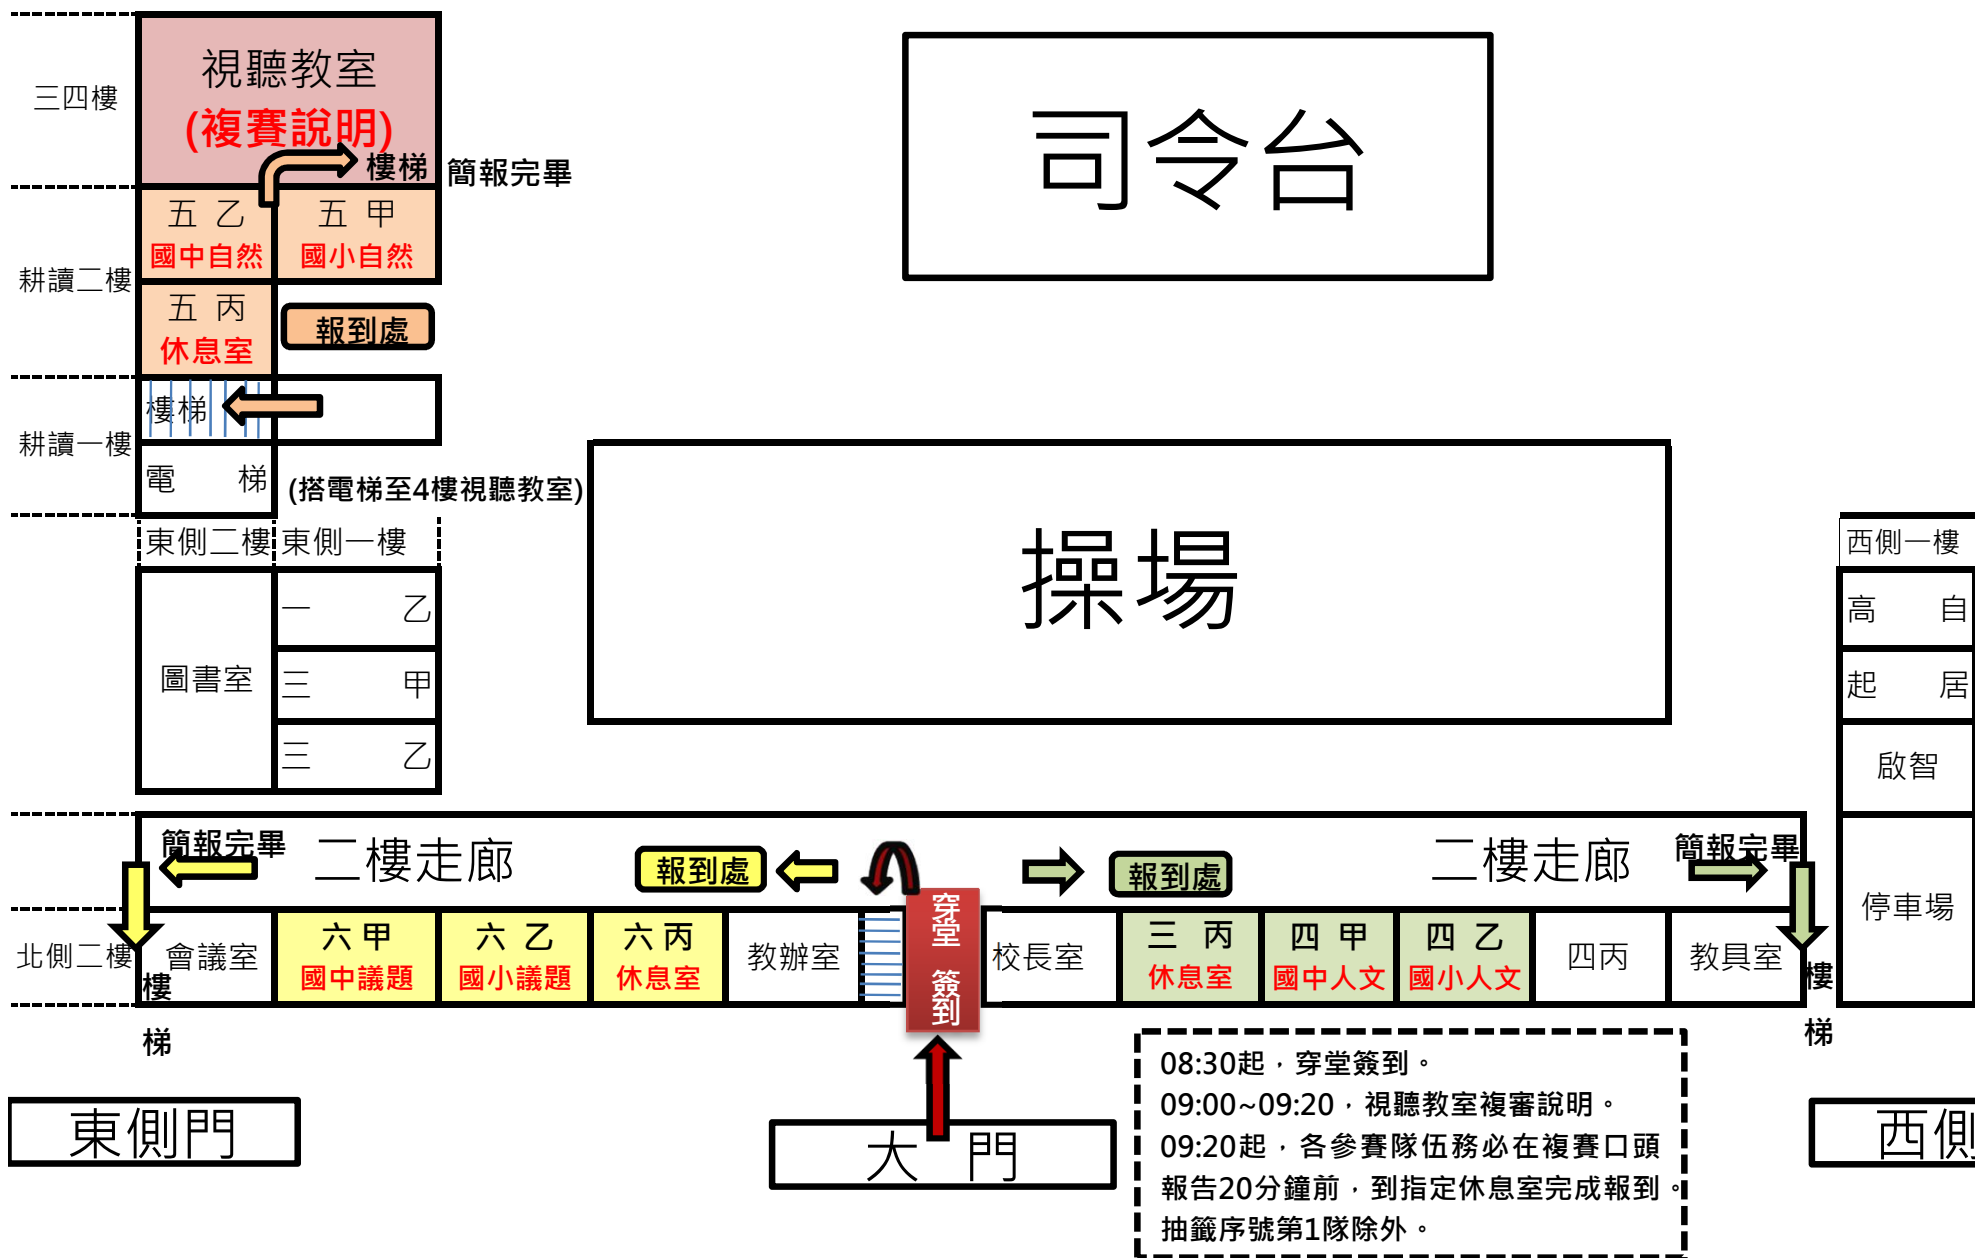 三四樓
視聽教室
(複賽說明)
樓梯
簡報完畢
司令台
耕讀二樓
五 乙
國中自然
五 甲
國小自然
五 丙
休息室
報到處
耕讀一樓
樓梯
電 梯
(搭電梯至4樓視聽教室)
東側二樓
東側一樓
圖書室
一 乙
三 甲
三 乙
操場
西側一樓
高 自
起 居
啟智
停車場
簡報完畢
二樓走廊
報到處
報到處
二樓走廊
簡報完畢
北側二樓
會議室
六 甲
國中議題
六 乙
國小議題
六 丙
休息室
教辦室
穿堂 簽到
校長室
三 丙
休息室
四 甲
國中人文
四 乙
國小人文
四丙
教具室
樓梯
樓梯
東側門
大 門
08:30起，穿堂簽到。
09:00~09:20，視聽教室複審說明。
09:20起，各參賽隊伍務必在複賽口頭
報告20分鐘前，到指定休息室完成報到。
抽籤序號第1隊除外。
西側